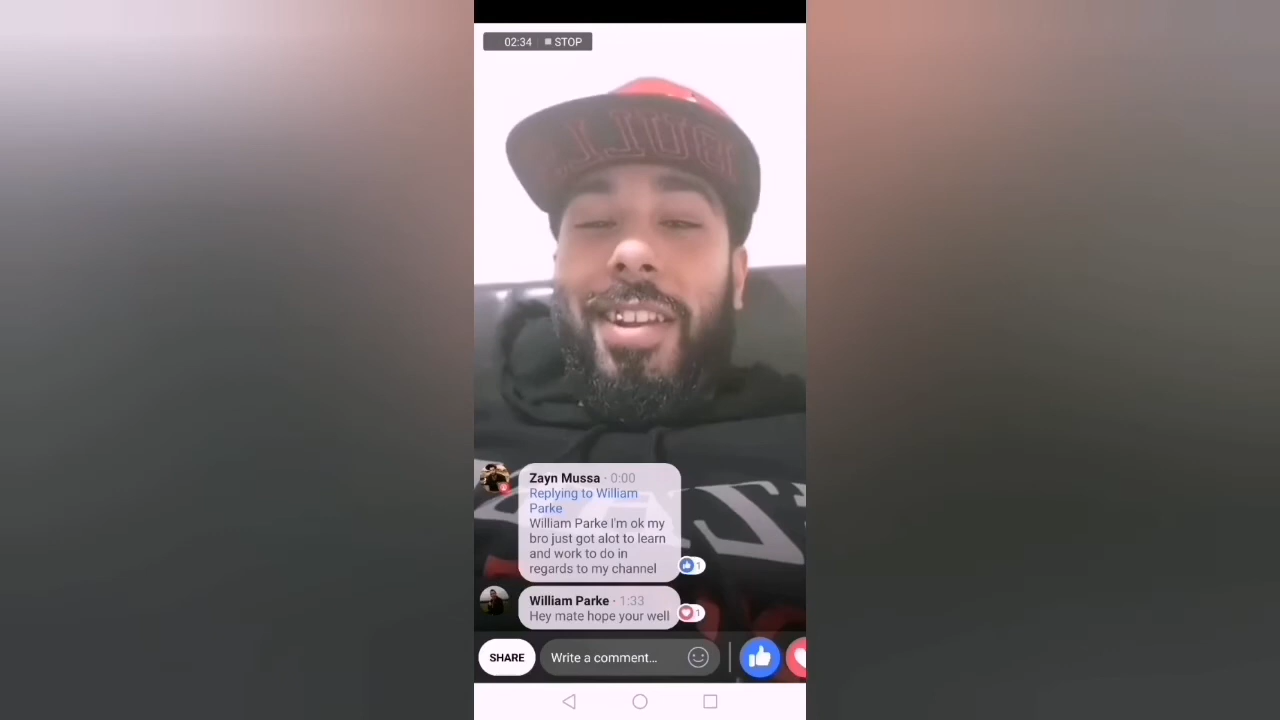 02:34 STOP
BULLS
Zayn Mussa · 0:00
Replying to William
Parke
William Parke I'm ok my
bro just got alot to learn
and work to do in
regards to my channel
1
William Parke · 1:33
Hey mate hope your well
1
SHARE
Write a comment...